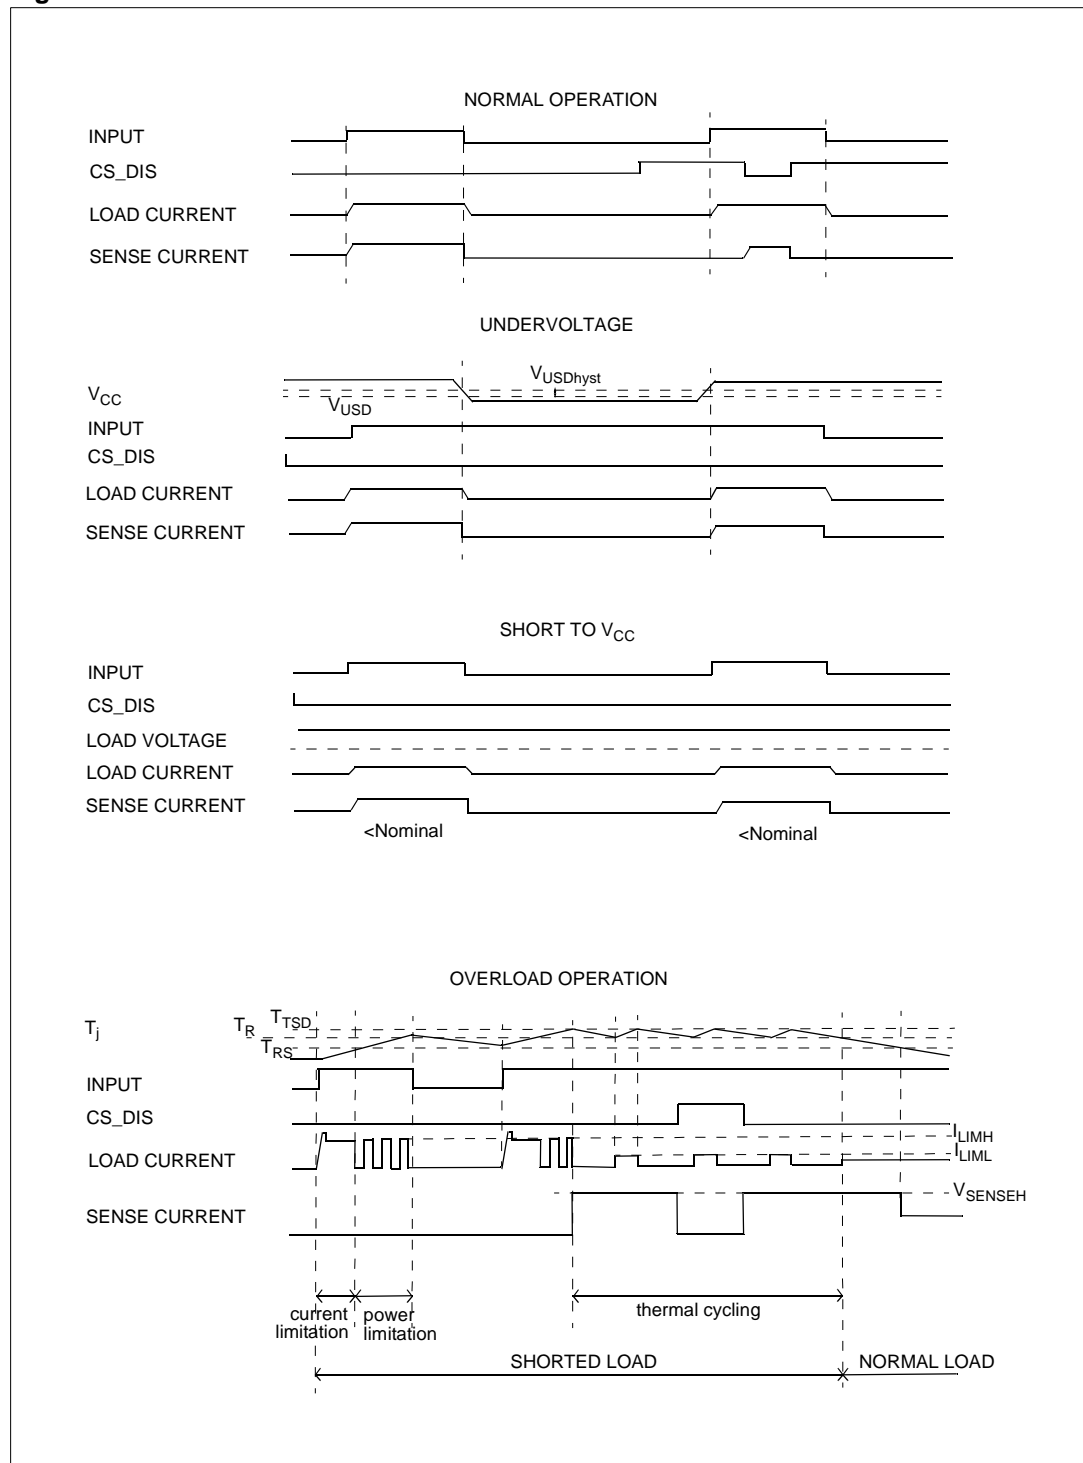 NORMAL OPERATION
INPUT
CS_DIS
LOAD CURRENT
SENSE CURRENT
UNDERVOLTAGE
VUSDhyst
VCC
VUSD
INPUT
CS_DIS
LOAD CURRENT
SENSE CURRENT
SHORT TO VCC
INPUT
CS_DIS
LOAD VOLTAGE
LOAD CURRENT
SENSE CURRENT
<Nominal
<Nominal
OVERLOAD OPERATION
Tj
TR
TTSD
TRS
INPUT
CS_DIS
ILIMH
ILIML
LOAD CURRENT
VSENSEH
SENSE CURRENT
current
limitation
power
limitation
thermal cycling
SHORTED LOAD
NORMAL LOAD